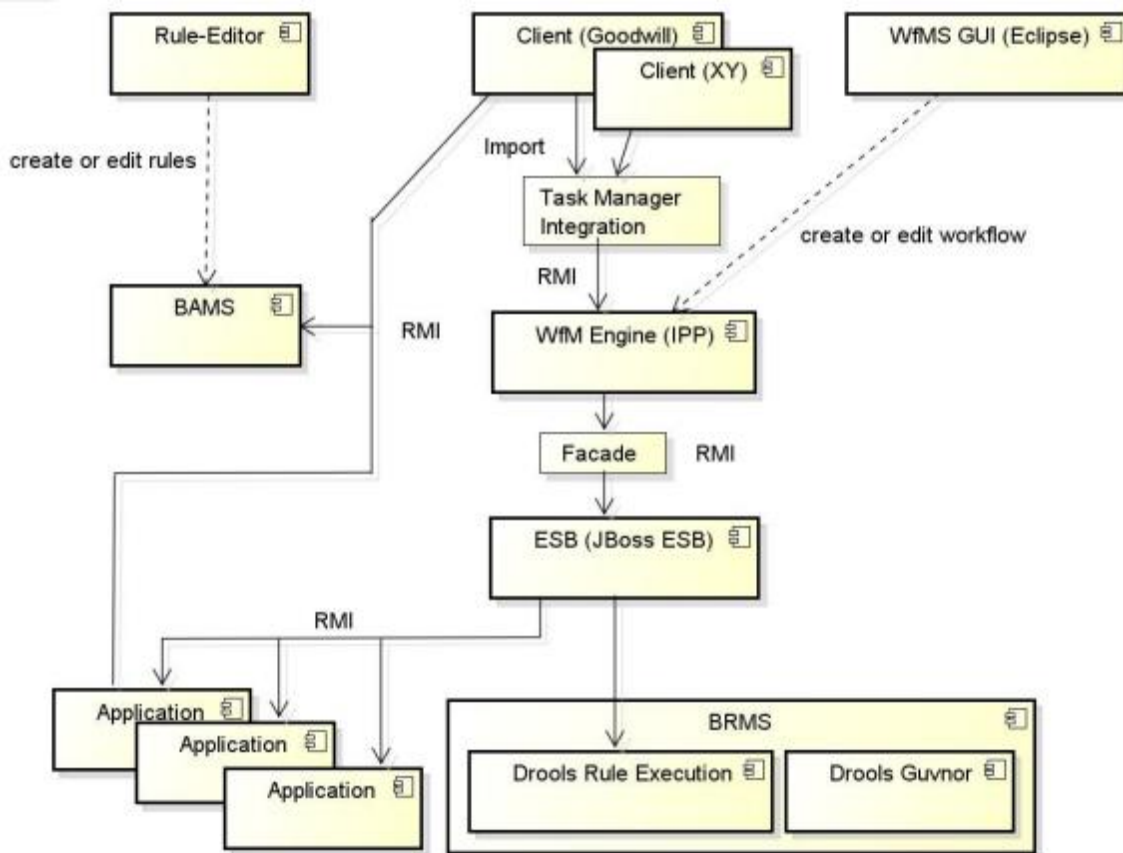 Rule-Editor
Client (Goodwill)
WfMS GUI (Eclipse)
Client (XY)
Import
create or edit rules
Task Manager
Integration
create or edit workflow
RMI
BAMS
RMI
WfM Engine (IPP)
Facade
RMI
ESB (JBoss ESB)
RMI
Application
Application
Application
BRMS
Drools Rule Execution
Drools Guvnor